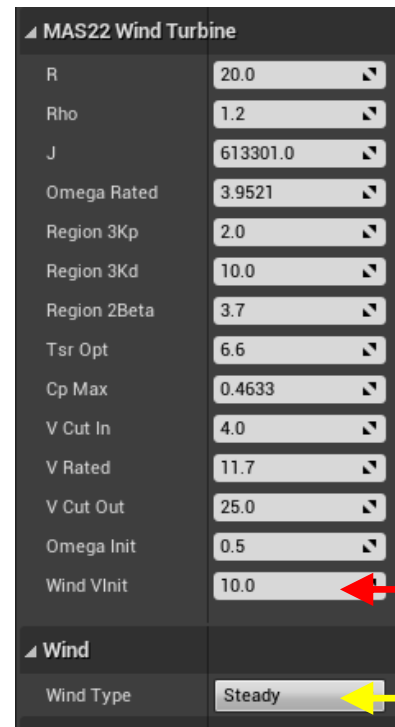 MAS22 Wind Turbine
R 20.0
Rho 1.2
J 613301.0
Omega Rated 3.9521
Region 3Kp 2.0
Region 3Kd 10.0
Region 2Beta 3.7
Tsr Opt 6.6
Cp Max 0.4633
V Cut In 4.0
V Rated 11.7
V Cut Out 25.0
Omega Init 0.5
Wind VInit 10.0
Wind
Wind Type Steady